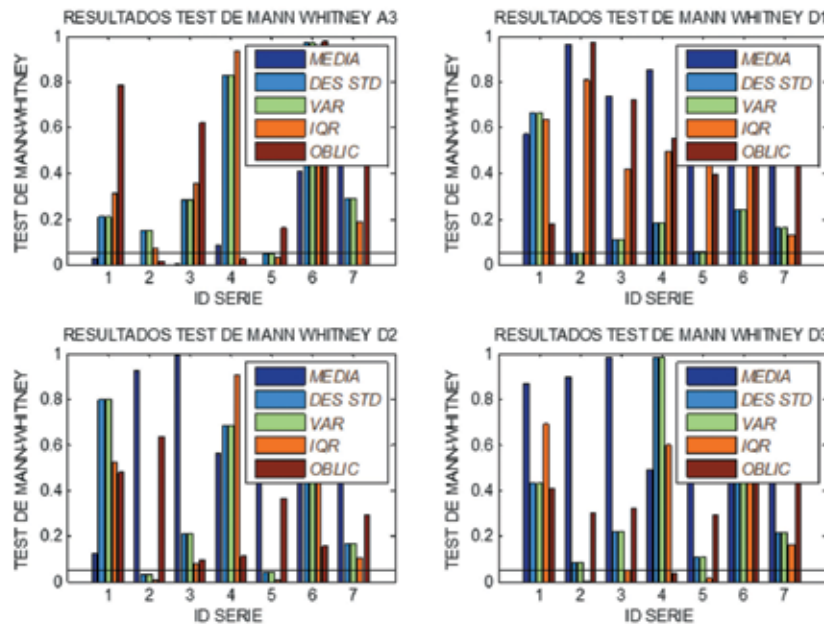 RESULTADOS TEST DE MANN WHITNEY A3
TEST DE MANN-WHITNEY
1
0.8
0.6
0.4
0.2
0
MEDIA
DES STD
VAR
IQR
OBLIC
1 2 3 4 5 6 7
ID SERIE
RESULTADOS TEST DE MANN WHITNEY D1
TEST DE MANN-WHITNEY
1
0.8
0.6
0.4
0.2
0
MEDIA
DES STD
VAR
IQR
OBLIC
1 2 3 4 5 6 7
ID SERIE
RESULTADOS TEST DE MANN WHITNEY D2
TEST DE MANN-WHITNEY
1
0.8
0.6
0.4
0.2
0
MEDIA
DES STD
VAR
IQR
OBLIC
1 2 3 4 5 6 7
ID SERIE
RESULTADOS TEST DE MANN WHITNEY D3
TEST DE MANN-WHITNEY
1
0.8
0.6
0.4
0.2
0
MEDIA
DES STD
VAR
IQR
OBLIC
1 2 3 4 5 6 7
ID SERIE